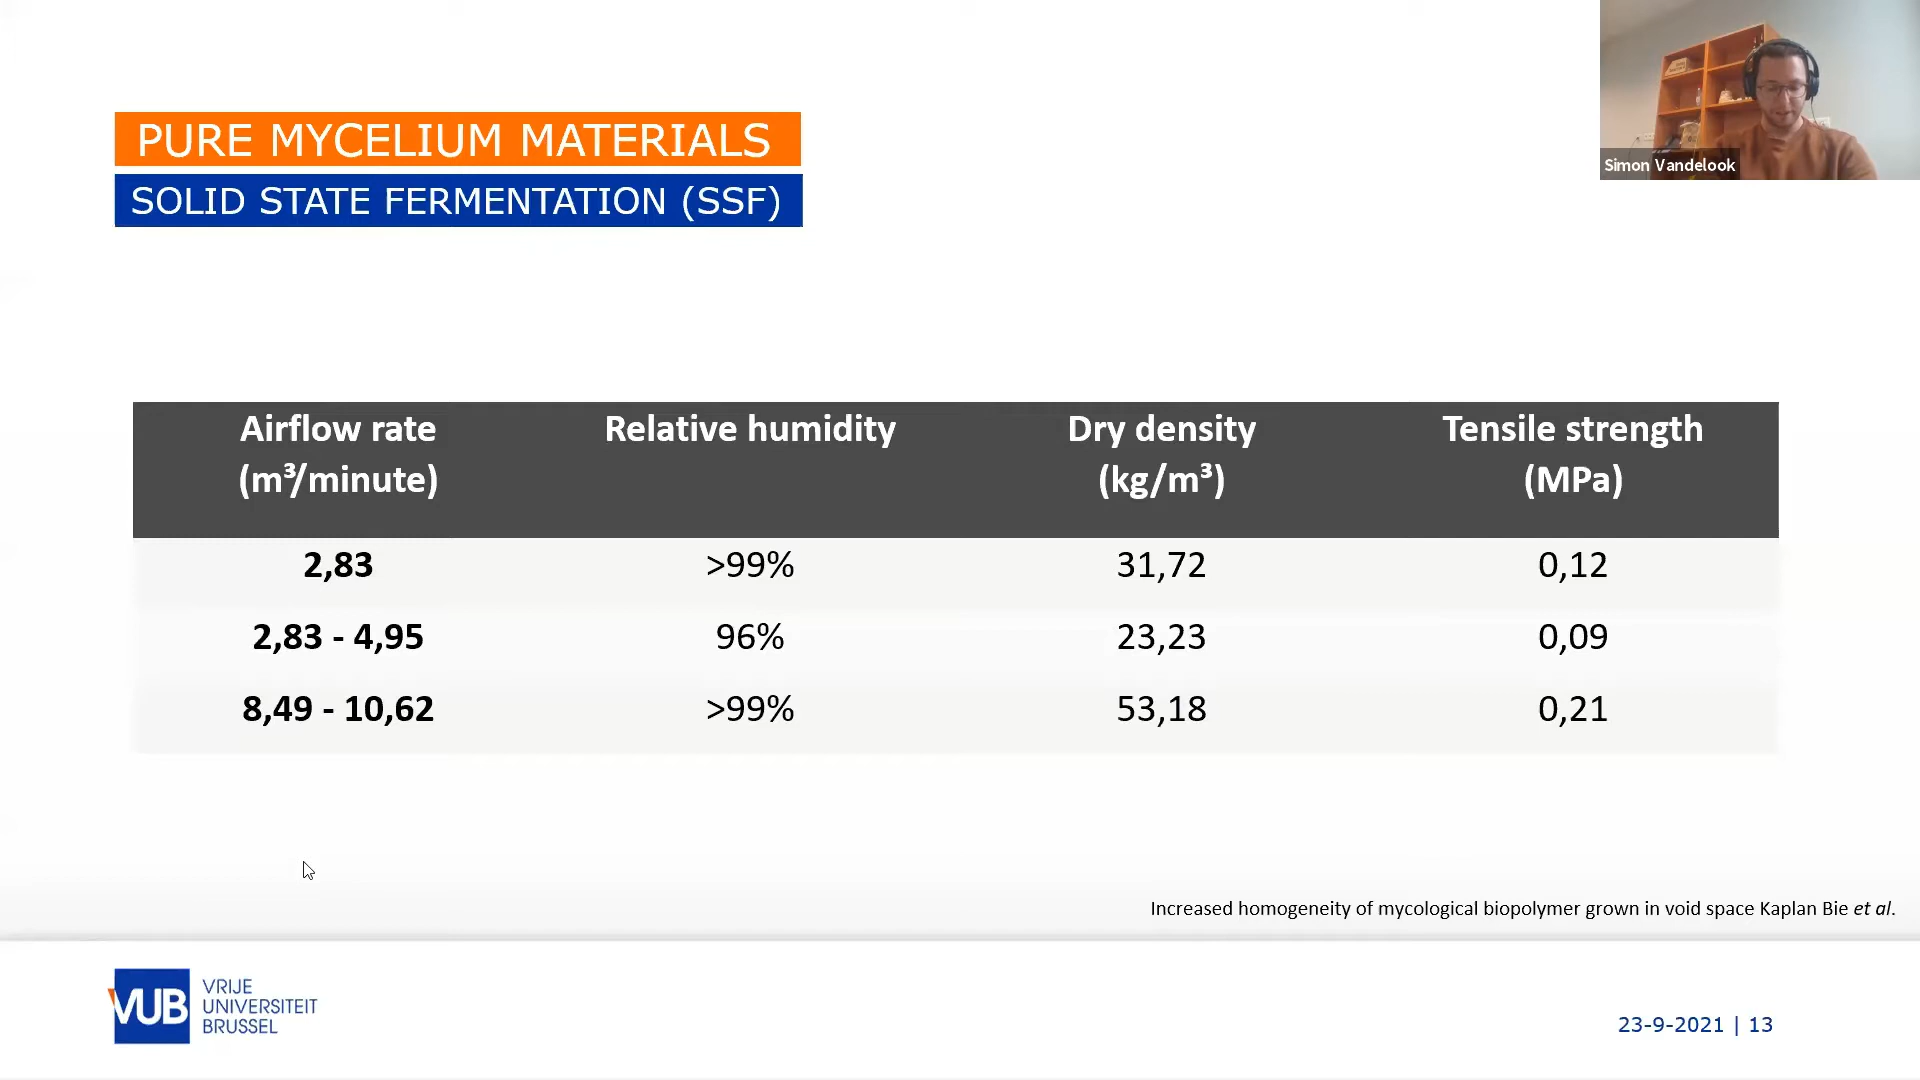 PURE MYCELIUM MATERIALS
SOLID STATE FERMENTATION (SSF)
Simon Vandelook
Airflow rate (m³/minute) Relative humidity Dry density (kg/m³) Tensile strength (MPa)
2,83 >99% 31,72 0,12
2,83 - 4,95 96% 23,23 0,09
8,49 - 10,62 >99% 53,18 0,21
Increased homogeneity of mycological biopolymer grown in void space Kaplan Bie et al.
VUB
VRIJE
UNIVERSITEIT
BRUSSEL
23-9-2021 | 13